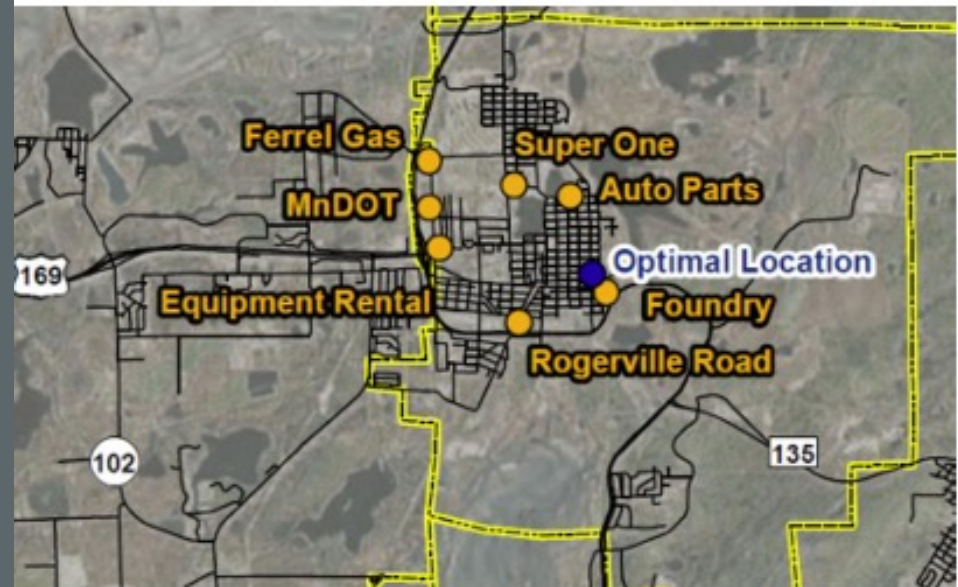 Ferrel Gas
Super One
MnDOT
Auto Parts
169
Optimal Location
Equipment Rental
Foundry
Rogerville Road
102
135